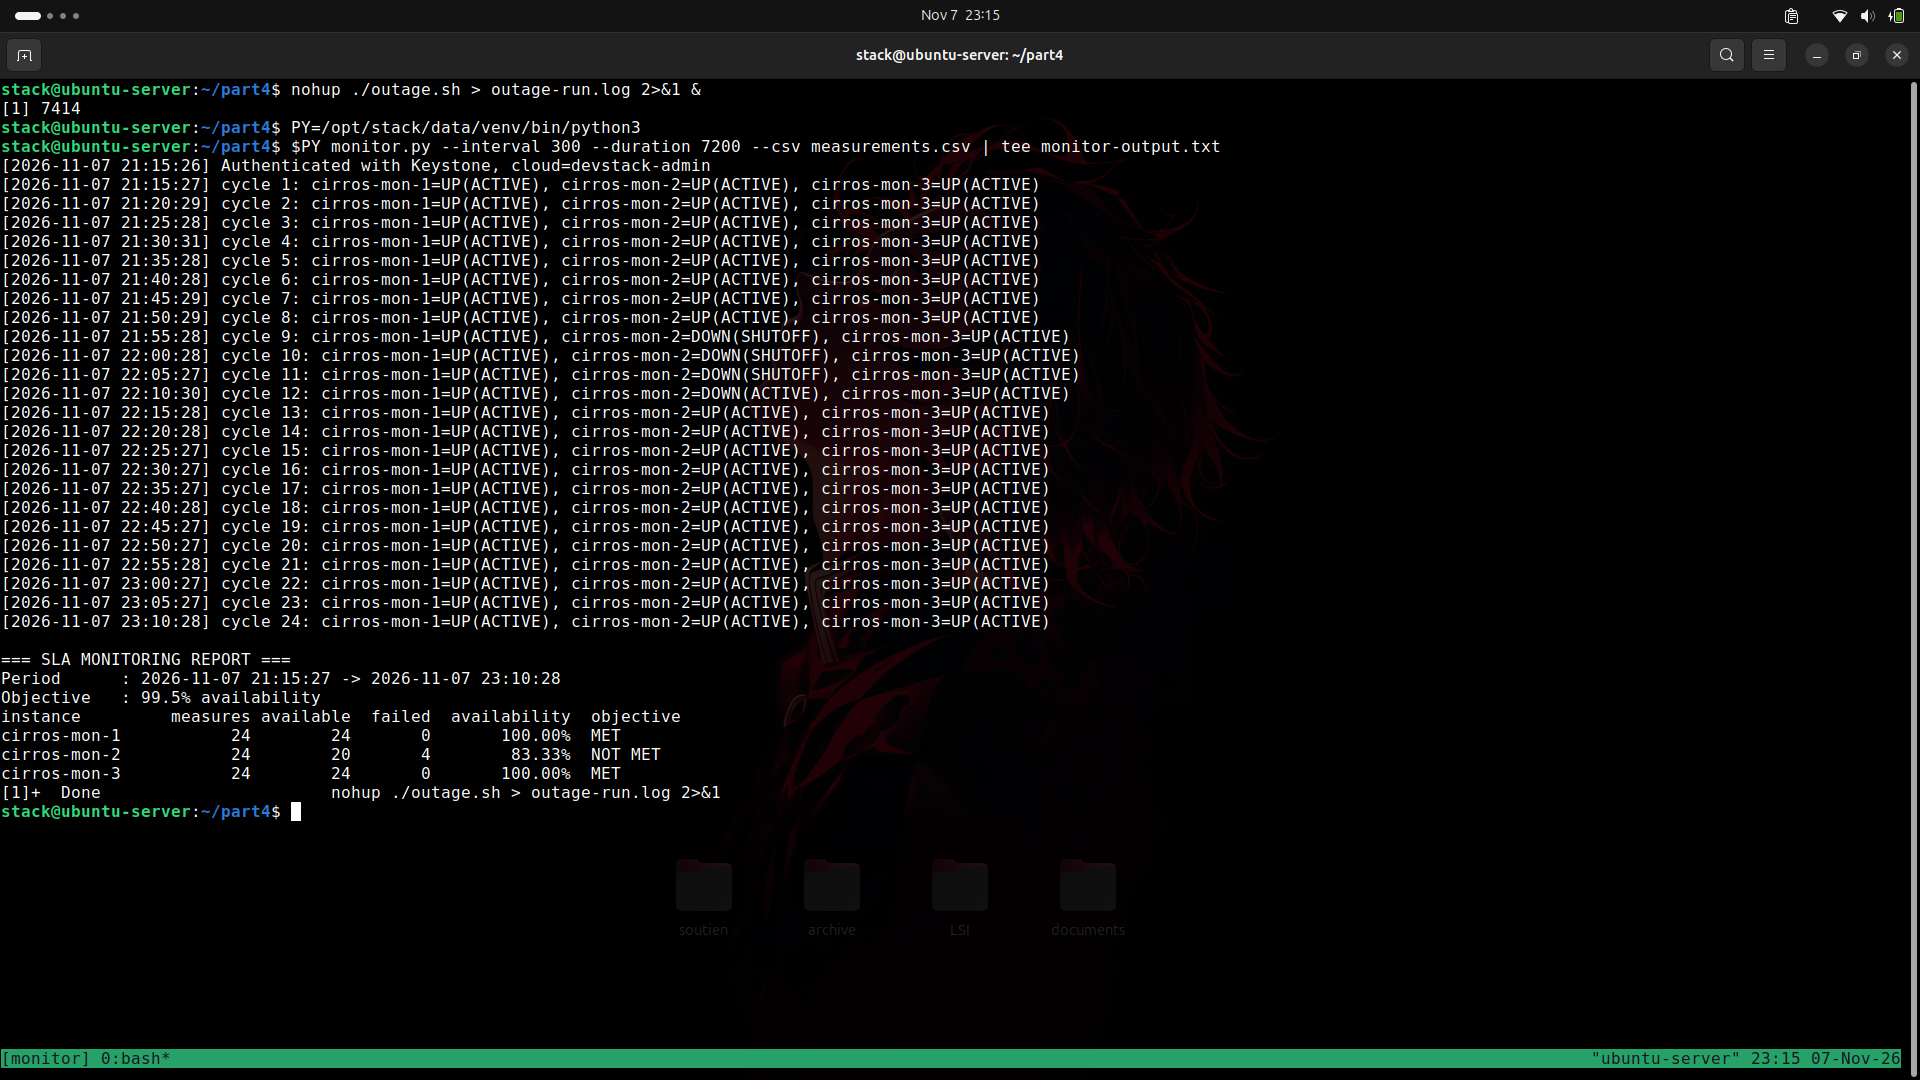 Nov 7 23:15
stack@ubuntu-server: ~/part4
stack@ubuntu-server:~/part4$ nohup ./outage.sh > outage-run.log 2>&1 &
[1] 7414
stack@ubuntu-server:~/part4$ PY=/opt/stack/data/venv/bin/python3
stack@ubuntu-server:~/part4$ $PY monitor.py --interval 300 --duration 7200 --csv measurements.csv | tee monitor-output.txt
[2026-11-07 21:15:26] Authenticated with Keystone, cloud=devstack-admin
[2026-11-07 21:15:27] cycle 1: cirros-mon-1=UP(ACTIVE), cirros-mon-2=UP(ACTIVE), cirros-mon-3=UP(ACTIVE)
[2026-11-07 21:20:29] cycle 2: cirros-mon-1=UP(ACTIVE), cirros-mon-2=UP(ACTIVE), cirros-mon-3=UP(ACTIVE)
[2026-11-07 21:25:28] cycle 3: cirros-mon-1=UP(ACTIVE), cirros-mon-2=UP(ACTIVE), cirros-mon-3=UP(ACTIVE)
[2026-11-07 21:30:31] cycle 4: cirros-mon-1=UP(ACTIVE), cirros-mon-2=UP(ACTIVE), cirros-mon-3=UP(ACTIVE)
[2026-11-07 21:35:28] cycle 5: cirros-mon-1=UP(ACTIVE), cirros-mon-2=UP(ACTIVE), cirros-mon-3=UP(ACTIVE)
[2026-11-07 21:40:28] cycle 6: cirros-mon-1=UP(ACTIVE), cirros-mon-2=UP(ACTIVE), cirros-mon-3=UP(ACTIVE)
[2026-11-07 21:45:29] cycle 7: cirros-mon-1=UP(ACTIVE), cirros-mon-2=UP(ACTIVE), cirros-mon-3=UP(ACTIVE)
[2026-11-07 21:50:29] cycle 8: cirros-mon-1=UP(ACTIVE), cirros-mon-2=UP(ACTIVE), cirros-mon-3=UP(ACTIVE)
[2026-11-07 21:55:28] cycle 9: cirros-mon-1=UP(ACTIVE), cirros-mon-2=DOWN(SHUTOFF), cirros-mon-3=UP(ACTIVE)
[2026-11-07 22:00:28] cycle 10: cirros-mon-1=UP(ACTIVE), cirros-mon-2=DOWN(SHUTOFF), cirros-mon-3=UP(ACTIVE)
[2026-11-07 22:05:27] cycle 11: cirros-mon-1=UP(ACTIVE), cirros-mon-2=DOWN(SHUTOFF), cirros-mon-3=UP(ACTIVE)
[2026-11-07 22:10:30] cycle 12: cirros-mon-1=UP(ACTIVE), cirros-mon-2=DOWN(ACTIVE), cirros-mon-3=UP(ACTIVE)
[2026-11-07 22:15:28] cycle 13: cirros-mon-1=UP(ACTIVE), cirros-mon-2=UP(ACTIVE), cirros-mon-3=UP(ACTIVE)
[2026-11-07 22:20:28] cycle 14: cirros-mon-1=UP(ACTIVE), cirros-mon-2=UP(ACTIVE), cirros-mon-3=UP(ACTIVE)
[2026-11-07 22:25:27] cycle 15: cirros-mon-1=UP(ACTIVE), cirros-mon-2=UP(ACTIVE), cirros-mon-3=UP(ACTIVE)
[2026-11-07 22:30:27] cycle 16: cirros-mon-1=UP(ACTIVE), cirros-mon-2=UP(ACTIVE), cirros-mon-3=UP(ACTIVE)
[2026-11-07 22:35:27] cycle 17: cirros-mon-1=UP(ACTIVE), cirros-mon-2=UP(ACTIVE), cirros-mon-3=UP(ACTIVE)
[2026-11-07 22:40:28] cycle 18: cirros-mon-1=UP(ACTIVE), cirros-mon-2=UP(ACTIVE), cirros-mon-3=UP(ACTIVE)
[2026-11-07 22:45:27] cycle 19: cirros-mon-1=UP(ACTIVE), cirros-mon-2=UP(ACTIVE), cirros-mon-3=UP(ACTIVE)
[2026-11-07 22:50:27] cycle 20: cirros-mon-1=UP(ACTIVE), cirros-mon-2=UP(ACTIVE), cirros-mon-3=UP(ACTIVE)
[2026-11-07 22:55:28] cycle 21: cirros-mon-1=UP(ACTIVE), cirros-mon-2=UP(ACTIVE), cirros-mon-3=UP(ACTIVE)
[2026-11-07 23:00:27] cycle 22: cirros-mon-1=UP(ACTIVE), cirros-mon-2=UP(ACTIVE), cirros-mon-3=UP(ACTIVE)
[2026-11-07 23:05:27] cycle 23: cirros-mon-1=UP(ACTIVE), cirros-mon-2=UP(ACTIVE), cirros-mon-3=UP(ACTIVE)
[2026-11-07 23:10:28] cycle 24: cirros-mon-1=UP(ACTIVE), cirros-mon-2=UP(ACTIVE), cirros-mon-3=UP(ACTIVE)
=== SLA MONITORING REPORT ===
Period      : 2026-11-07 21:15:27 -> 2026-11-07 23:10:28
Objective   : 99.5% availability
instance         measures available  failed  availability  objective
cirros-mon-1           24        24       0       100.00%  MET
cirros-mon-2           24        20       4        83.33%  NOT MET
cirros-mon-3           24        24       0       100.00%  MET
[1]+  Done                       nohup ./outage.sh > outage-run.log 2>&1
stack@ubuntu-server:~/part4$
soutien archive LSI documents
[monitor] 0:bash* "ubuntu-server" 23:15 07-Nov-26